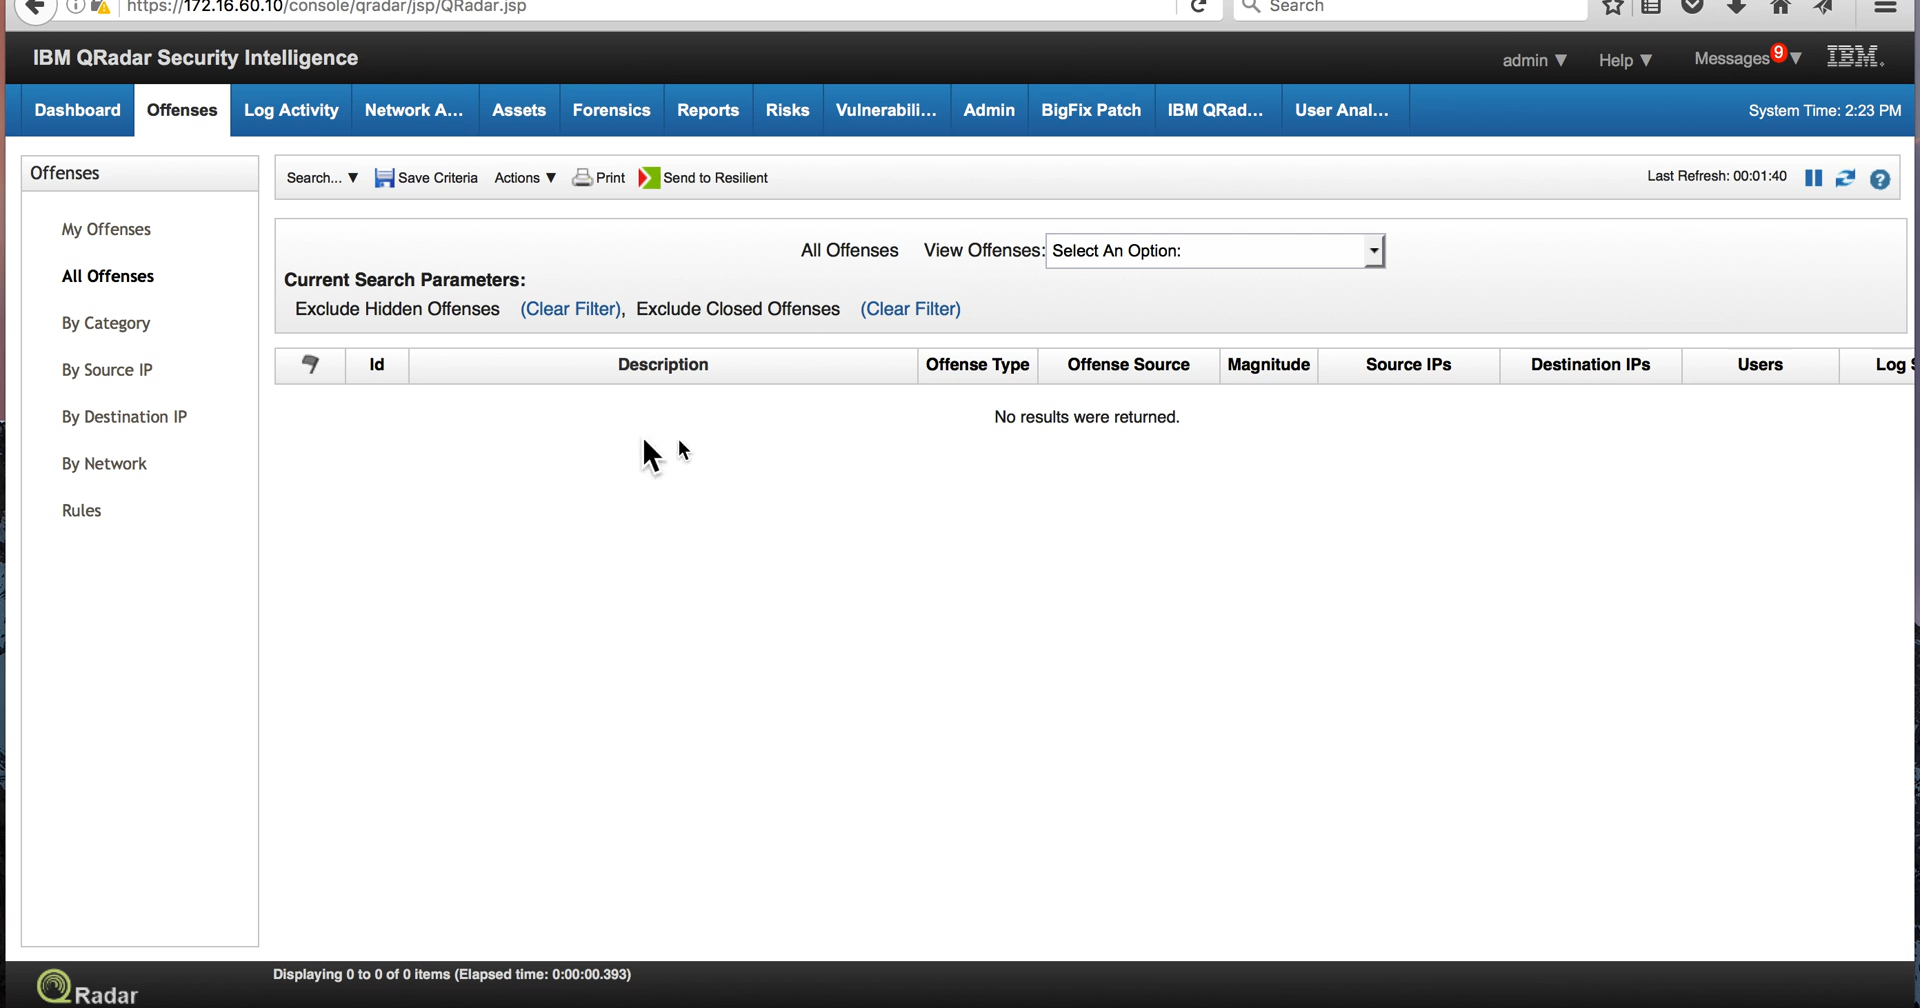 https://172.16.60.10/console/qradar/jsp/QRadar.jsp
Search
IBM QRadar Security Intelligence
admin ▼ Help ▼ Messages 9 ▼ IBM.
Dashboard Offenses Log Activity Network A... Assets Forensics Reports Risks Vulnerabili... Admin BigFix Patch IBM QRad... User Anal... System Time: 2:23 PM
Offenses
My Offenses
All Offenses
By Category
By Source IP
By Destination IP
By Network
Rules
Search... ▼ Save Criteria Actions ▼ Print Send to Resilient Last Refresh: 00:01:40
All Offenses View Offenses: Select An Option:
Current Search Parameters:
Exclude Hidden Offenses (Clear Filter), Exclude Closed Offenses (Clear Filter)
Id Description Offense Type Offense Source Magnitude Source IPs Destination IPs Users Log S
No results were returned.
QRadar
Displaying 0 to 0 of 0 items (Elapsed time: 0:00:00.393)